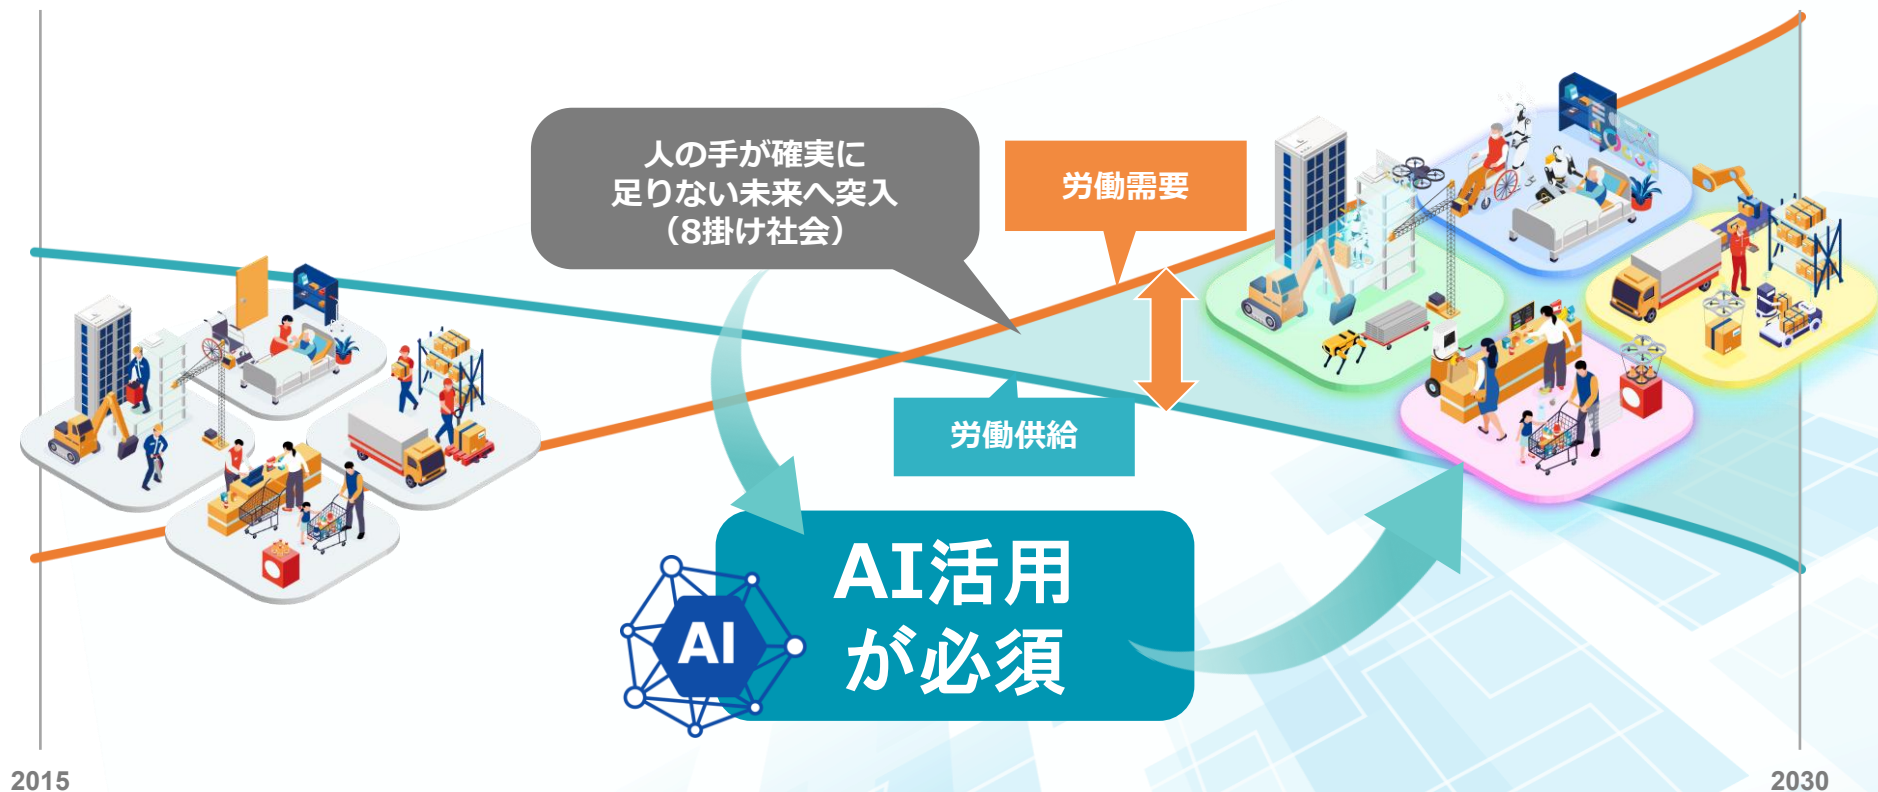 人の手が確実に
足りない未来へ突入
（8掛け社会）
労働需要
労働供給
AI活用
が必須
AI
2015
2030